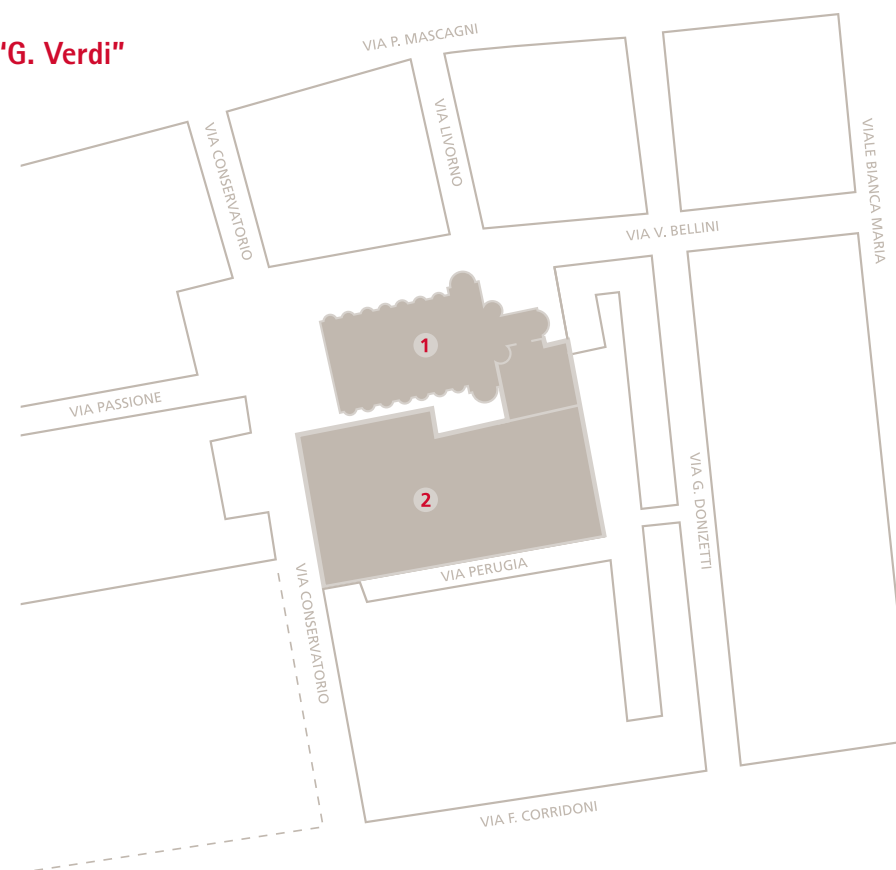 "G. Verdi"
VIA P. MASCAGNI
VIA CONSERVATORIO
VIA LIVORNO
VIALE BIANCA MARIA
VIA V. BELLINI
1
VIA PASSIONE
2
VIA G. DONIZETTI
VIA PERUGIA
VIA CONSERVATORIO
VIA F. CORRIDONI